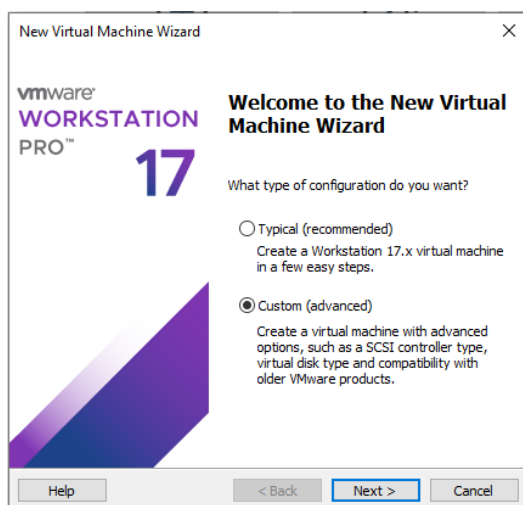 New Virtual Machine Wizard
vmware®
WORKSTATION
PRO™
17
Welcome to the New Virtual
Machine Wizard
What type of configuration do you want?
Typical (recommended)
Create a Workstation 17.x virtual machine
in a few easy steps.
Custom (advanced)
Create a virtual machine with advanced
options, such as a SCSI controller type,
virtual disk type and compatibility with
older VMware products.
Help
< Back
Next >
Cancel